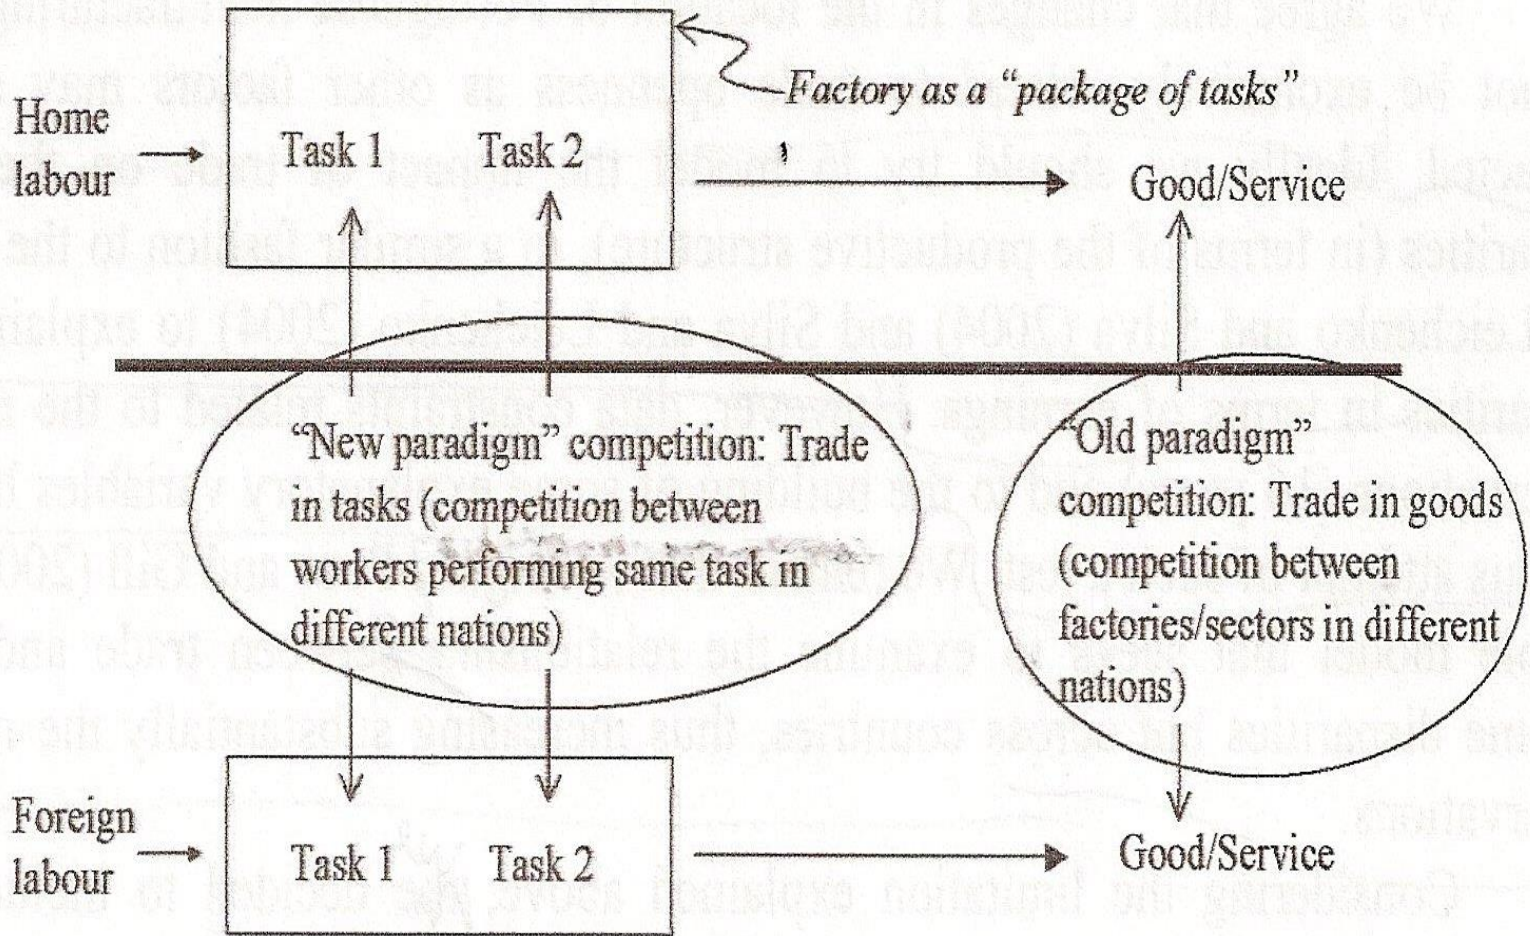 Factory as a “package of tasks”
Home
labour
Task 1
Task 2
Good/Service
“New paradigm” competition: Trade
in tasks (competition between
workers performing same task in
different nations)
“Old paradigm”
competition: Trade in goods
(competition between
factories/sectors in different
nations)
Foreign
labour
Task 1
Task 2
Good/Service